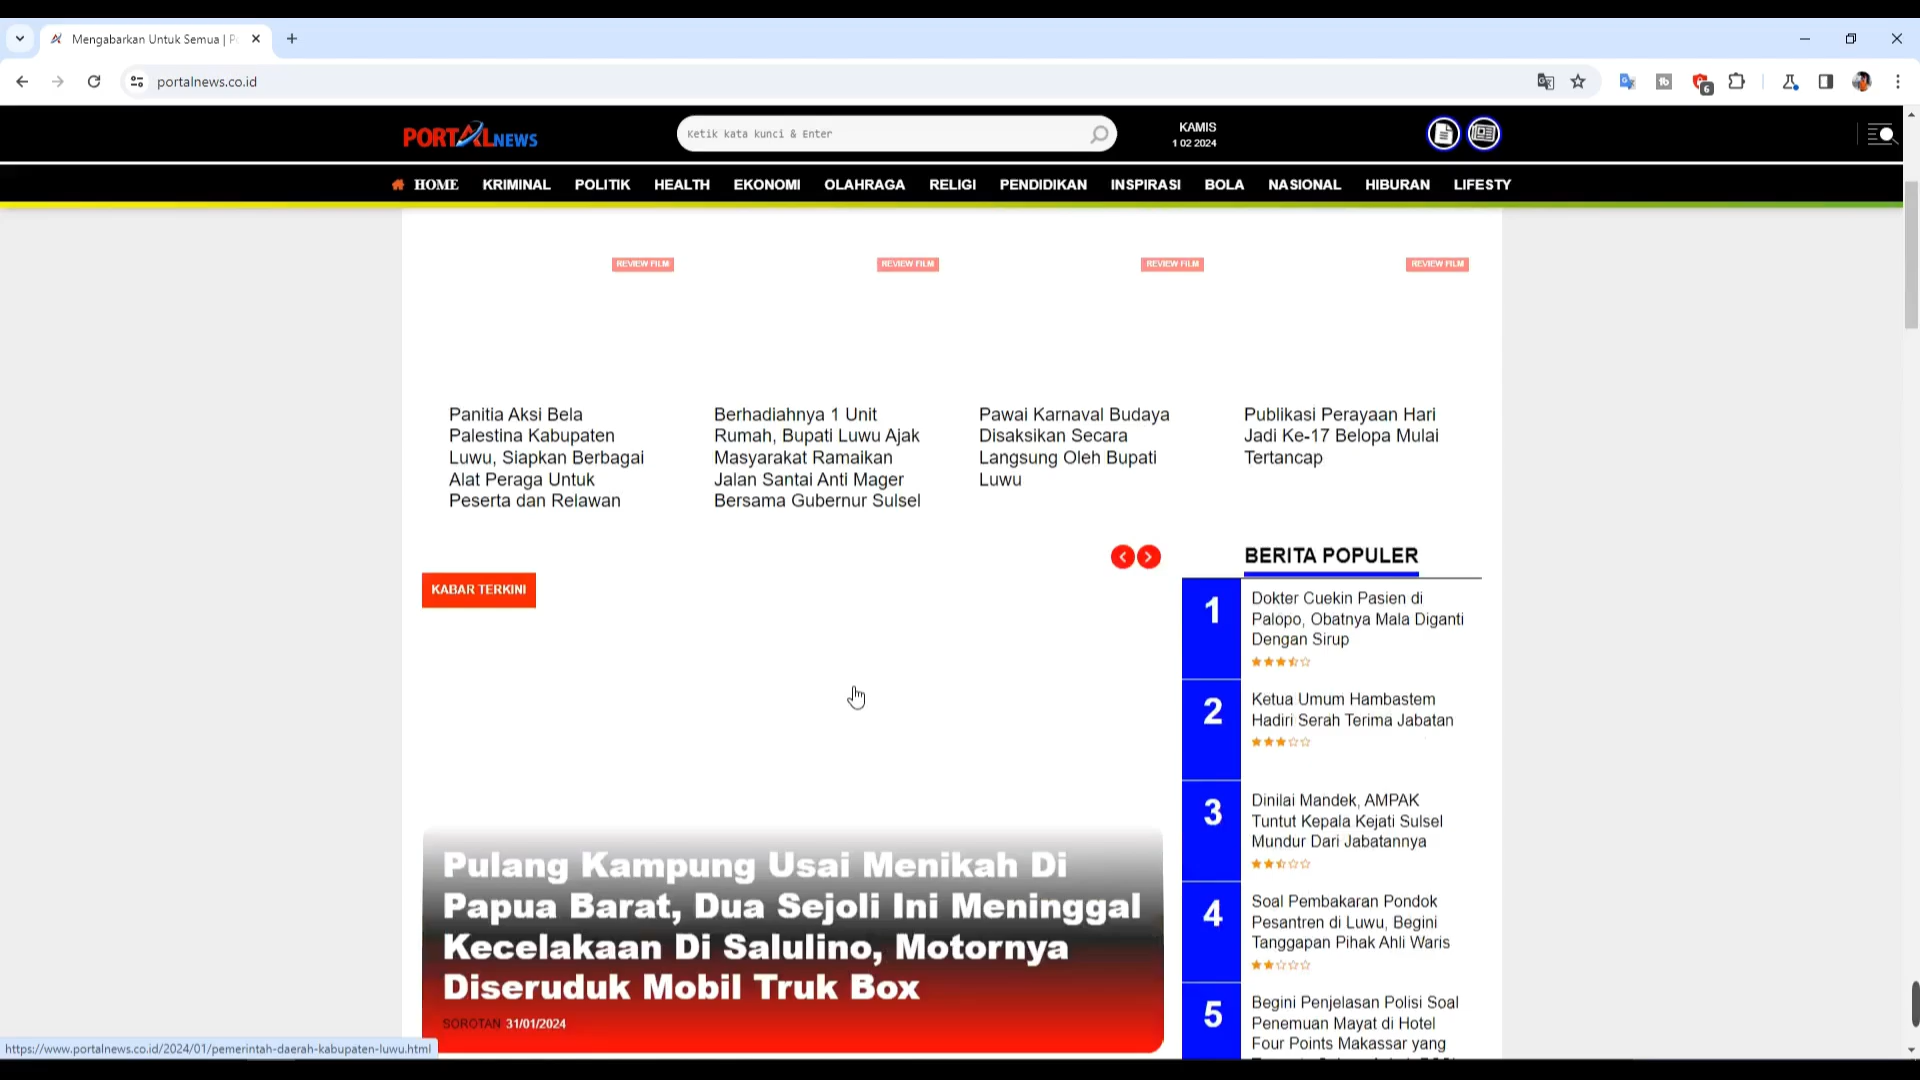 Mengabarkan Untuk Semua | P
portalnews.co.id
6
PORTALNEWS
Ketik kata kunci & Enter
KAMIS
1 02 2024
HOME KRIMINAL POLITIK HEALTH EKONOMI OLAHRAGA RELIGI PENDIDIKAN INSPIRASI BOLA NASIONAL HIBURAN LIFESTY
REVIEW FILM
REVIEW FILM
REVIEW FILM
REVIEW FILM
Panitia Aksi Bela
Palestina Kabupaten
Luwu, Siapkan Berbagai
Alat Peraga Untuk
Peserta dan Relawan
Berhadiahnya 1 Unit
Rumah, Bupati Luwu Ajak
Masyarakat Ramaikan
Jalan Santai Anti Mager
Bersama Gubernur Sulsel
Pawai Karnaval Budaya
Disaksikan Secara
Langsung Oleh Bupati
Luwu
Publikasi Perayaan Hari
Jadi Ke-17 Belopa Mulai
Tertancap
KABAR TERKINI
Pulang Kampung Usai Menikah Di
Papua Barat, Dua Sejoli Ini Meninggal
Kecelakaan Di Salulino, Motornya
Diseruduk Mobil Truk Box
SOROTAN 31/01/2024
BERITA POPULER
1
Dokter Cuekin Pasien di
Palopo, Obatnya Mala Diganti
Dengan Sirup
2
Ketua Umum Hambastem
Hadiri Serah Terima Jabatan
3
Dinilai Mandek, AMPAK
Tuntut Kepala Kejati Sulsel
Mundur Dari Jabatannya
4
Soal Pembakaran Pondok
Pesantren di Luwu, Begini
Tanggapan Pihak Ahli Waris
5
Begini Penjelasan Polisi Soal
Penemuan Mayat di Hotel
Four Points Makassar yang
https://www.portalnews.co.id/2024/01/pemerintah-daerah-kabupaten-luwu.html